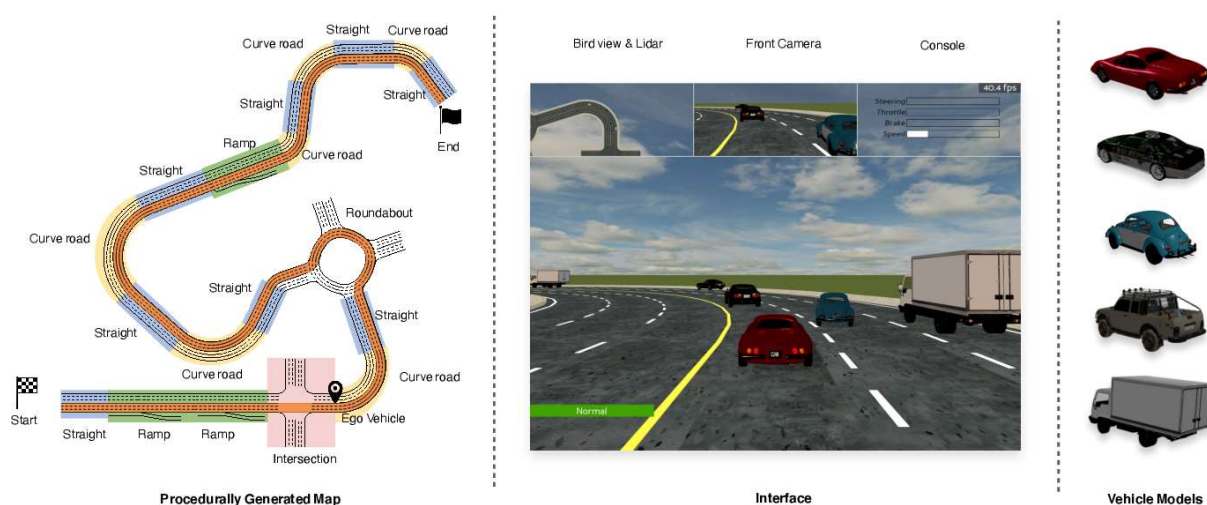 Straight
Curve road
Curve road
Straight
Straight
End
Ramp
Curve road
Straight
Roundabout
Curve road
Straight
Straight
Straight
Curve road
Curve road
Start
Ego Vehicle
Straight
Ramp
Ramp
Intersection
Procedurally Generated Map
Bird view & Lidar
Front Camera
Console
40.4 fps
Steering
Throttle
Brake
Speed
Normal
Interface
Vehicle Models